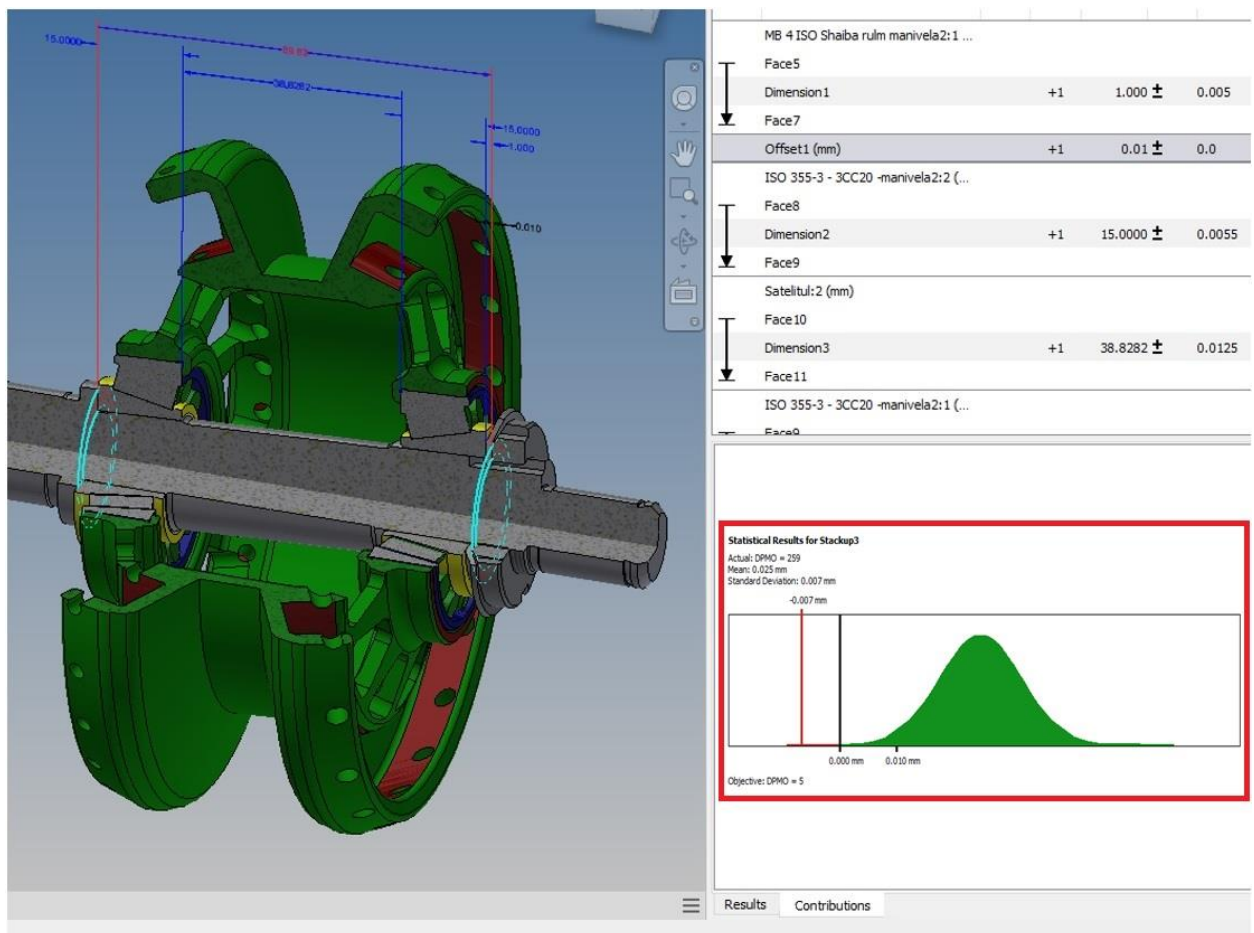 15.0000
69.83
38.8282
15.0000
1.000
0.010
MB 4 ISO Shaiba rulm manivela2:1 ...
Face5
Dimension1 +1 1.000 ± 0.005
Face7
Offset1 (mm) +1 0.01 ± 0.0
ISO 355-3 - 3CC20 -manivela2:2 (...
Face8
Dimension2 +1 15.0000 ± 0.0055
Face9
Satelitul:2 (mm)
Face10
Dimension3 +1 38.8282 ± 0.0125
Face11
ISO 355-3 - 3CC20 -manivela2:1 (...
Face9
Statistical Results for Stackup3
Actual: DPMO = 259
Mean: 0.025 mm
Standard Deviation: 0.007 mm
-0.007 mm
0.000 mm 0.010 mm
Objective: DPMO = 5
Results Contributions